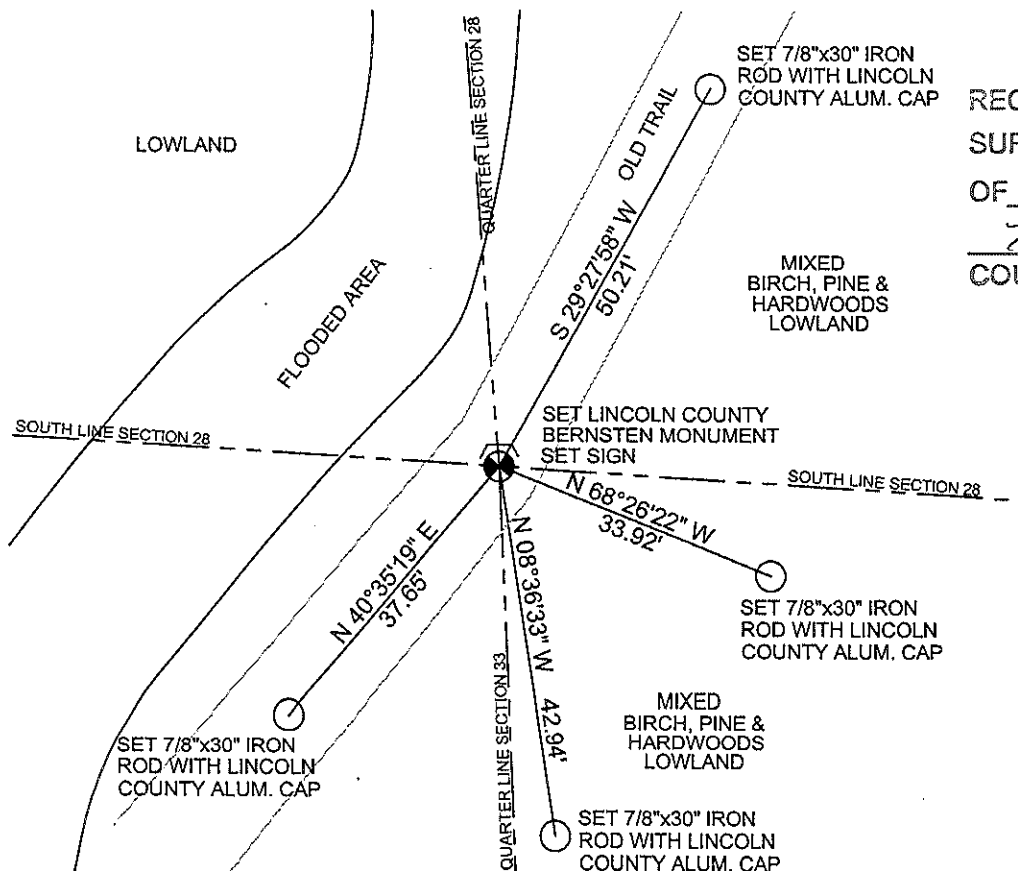 QUARTER LINE SECTION 28
SET 7/8"x30" IRON
ROD WITH LINCOLN
COUNTY ALUM. CAP
LOWLAND
OLD TRAIL
OF
S 29°27'58" W
50.21'
MIXED
BIRCH, PINE &
HARDWOODS
LOWLAND
FLOODED AREA
SET LINCOLN COUNTY
BERNSTEN MONUMENT
SET SIGN
SOUTH LINE SECTION 28
SOUTH LINE SECTION 28
N 68°26'22" W
33.92'
N 40°35'19" E
37.65'
N 08°36'33" W 42.94'
SET 7/8"x30" IRON
ROD WITH LINCOLN
COUNTY ALUM. CAP
QUARTER LINE SECTION 33
MIXED
BIRCH, PINE &
HARDWOODS
LOWLAND
SET 7/8"x30" IRON
ROD WITH LINCOLN
COUNTY ALUM. CAP
SET 7/8"x30" IRON
ROD WITH LINCOLN
COUNTY ALUM. CAP